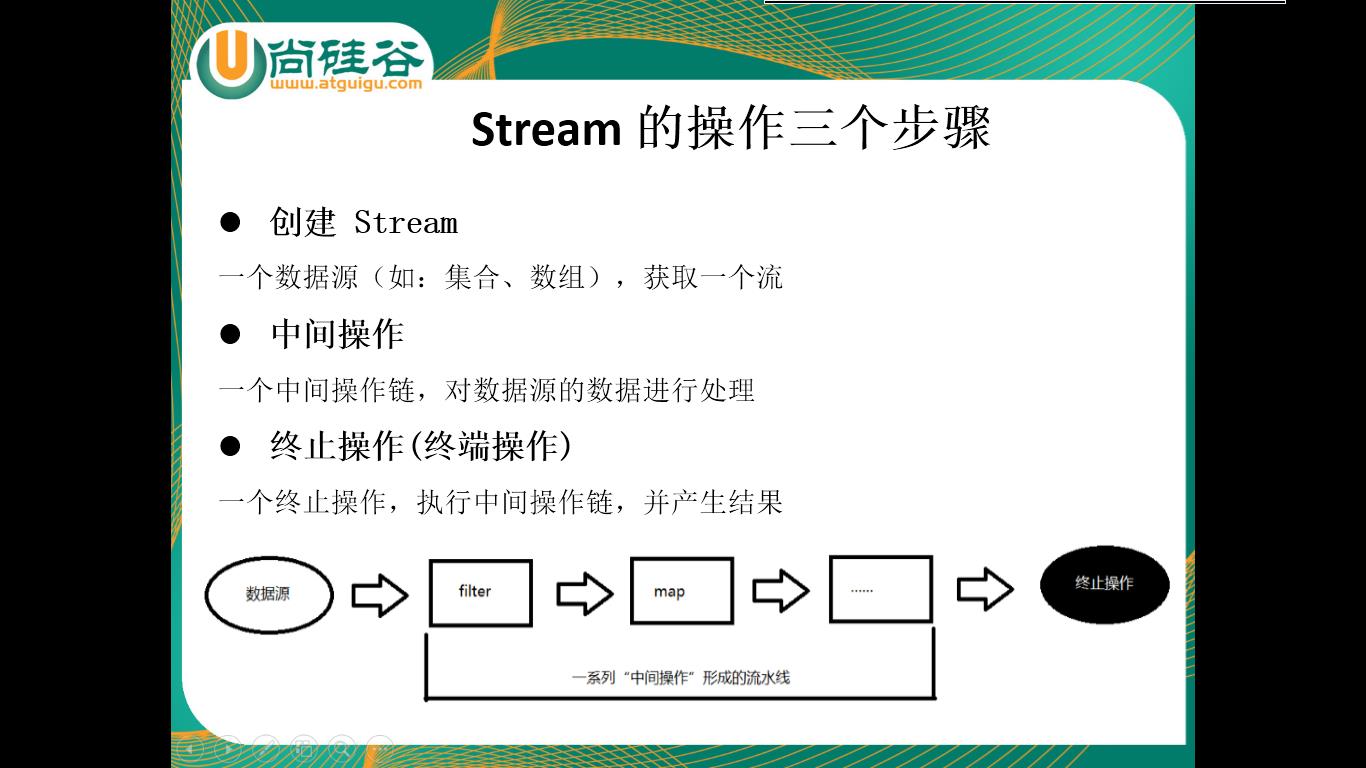 尚硅谷
www.atguigu.com
Stream 的操作三个步骤
● 创建 Stream
一个数据源（如：集合、数组），获取一个流
● 中间操作
一个中间操作链，对数据源的数据进行处理
● 终止操作(终端操作)
一个终止操作，执行中间操作链，并产生结果
数据源
filter
map
······
终止操作
一系列“中间操作”形成的流水线